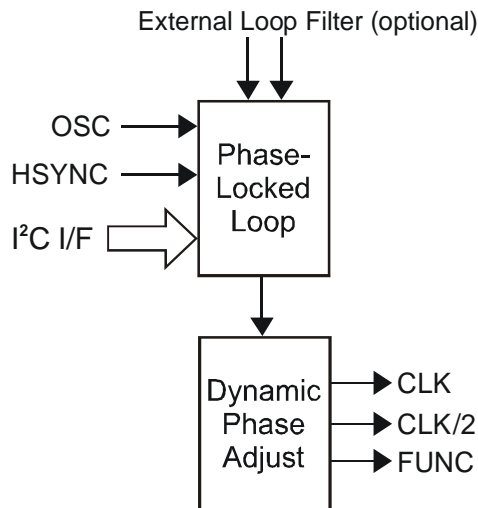 External Loop Filter (optional)
OSC
HSYNC
I²C I/F
Phase-
Locked
Loop
Dynamic
Phase
Adjust
CLK
CLK/2
FUNC